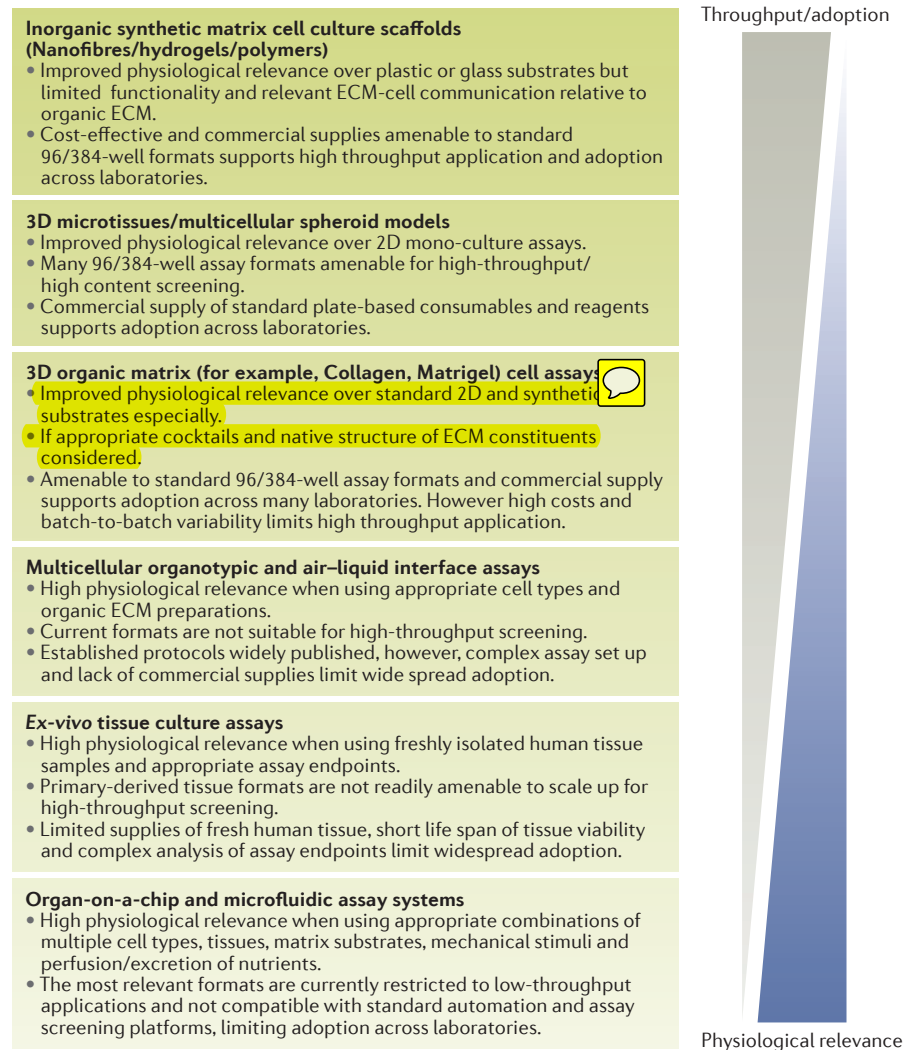 Throughput/adoption
Inorganic synthetic matrix cell culture scaffolds
(Nanofibres/hydrogels/polymers)
• Improved physiological relevance over plastic or glass substrates but
limited functionality and relevant ECM-cell communication relative to
organic ECM.
• Cost-effective and commercial supplies amenable to standard
96/384-well formats supports high throughput application and adoption
across laboratories.
3D microtissues/multicellular spheroid models
• Improved physiological relevance over 2D mono-culture assays.
• Many 96/384-well assay formats amenable for high-throughput/
high content screening.
• Commercial supply of standard plate-based consumables and reagents
supports adoption across laboratories.
3D organic matrix (for example, Collagen, Matrigel) cell assays
• Improved physiological relevance over standard 2D and synthetic
substrates especially.
• If appropriate cocktails and native structure of ECM constituents
considered.
• Amenable to standard 96/384-well assay formats and commercial supply
supports adoption across many laboratories. However high costs and
batch-to-batch variability limits high throughput application.
Multicellular organotypic and air–liquid interface assays
• High physiological relevance when using appropriate cell types and
organic ECM preparations.
• Current formats are not suitable for high-throughput screening.
• Established protocols widely published, however, complex assay set up
and lack of commercial supplies limit wide spread adoption.
Ex-vivo tissue culture assays
• High physiological relevance when using freshly isolated human tissue
samples and appropriate assay endpoints.
• Primary-derived tissue formats are not readily amenable to scale up for
high-throughput screening.
• Limited supplies of fresh human tissue, short life span of tissue viability
and complex analysis of assay endpoints limit widespread adoption.
Organ-on-a-chip and microfluidic assay systems
• High physiological relevance when using appropriate combinations of
multiple cell types, tissues, matrix substrates, mechanical stimuli and
perfusion/excretion of nutrients.
• The most relevant formats are currently restricted to low-throughput
applications and not compatible with standard automation and assay
screening platforms, limiting adoption across laboratories.
Physiological relevance